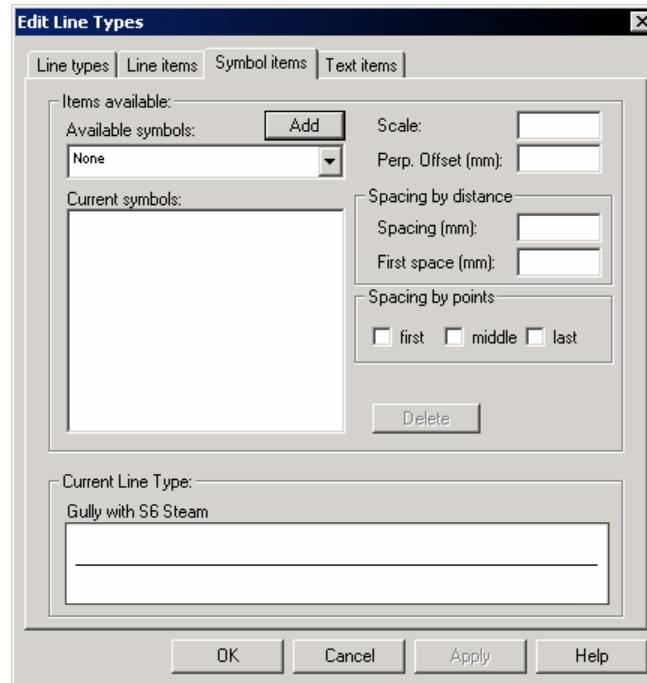 Edit Line Types
Line types Line items Symbol items Text items
Items available:
Available symbols: Add
None
Current symbols:
Scale:
Perp. Offset (mm):
Spacing by distance
Spacing (mm):
First space (mm):
Spacing by points
first middle last
Delete
Current Line Type:
Gully with S6 Steam
OK Cancel Apply Help